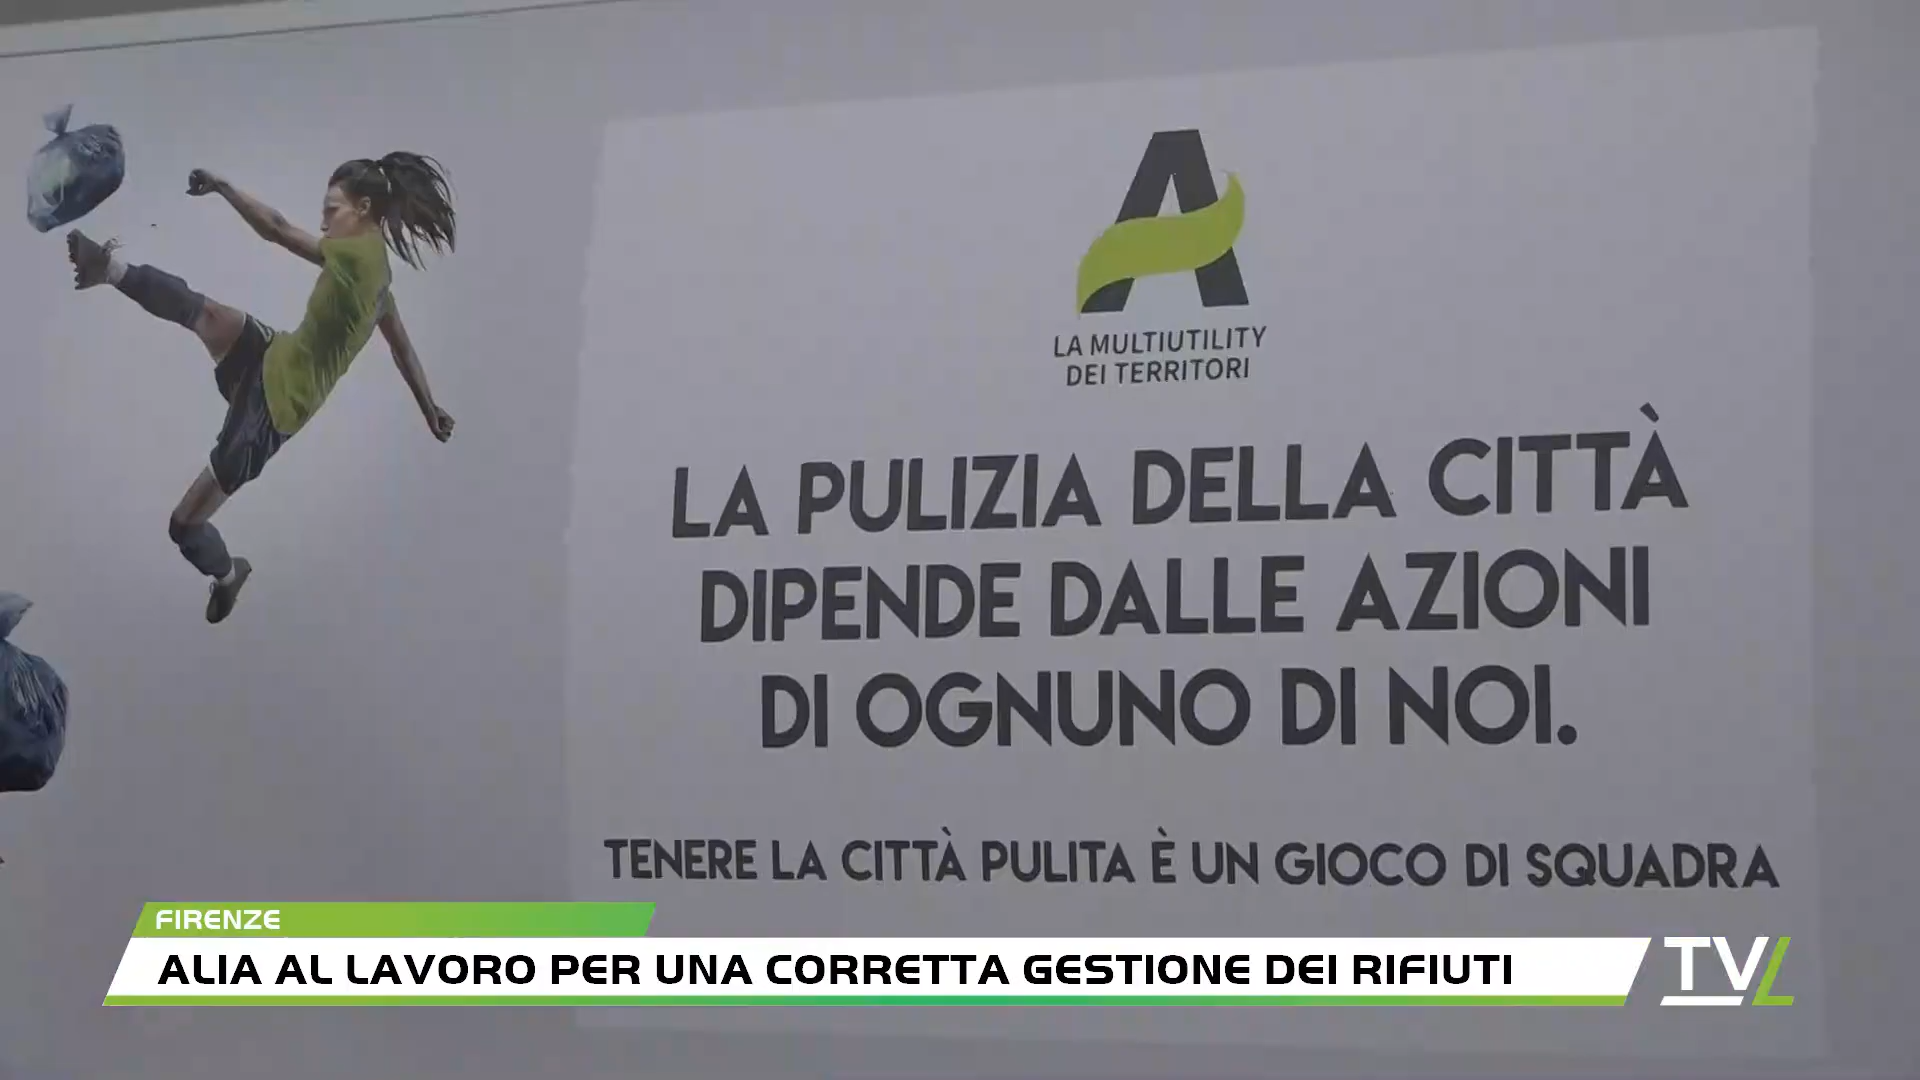 LA MULTIUTILITY
DEI TERRITORI
LA PULIZIA DELLA CITTÀ
DIPENDE DALLE AZIONI
DI OGNUNO DI NOI.
TENERE LA CITTÀ PULITA È UN GIOCO DI SQUADRA
FIRENZE
ALIA AL LAVORO PER UNA CORRETTA GESTIONE DEI RIFIUTI
TVL